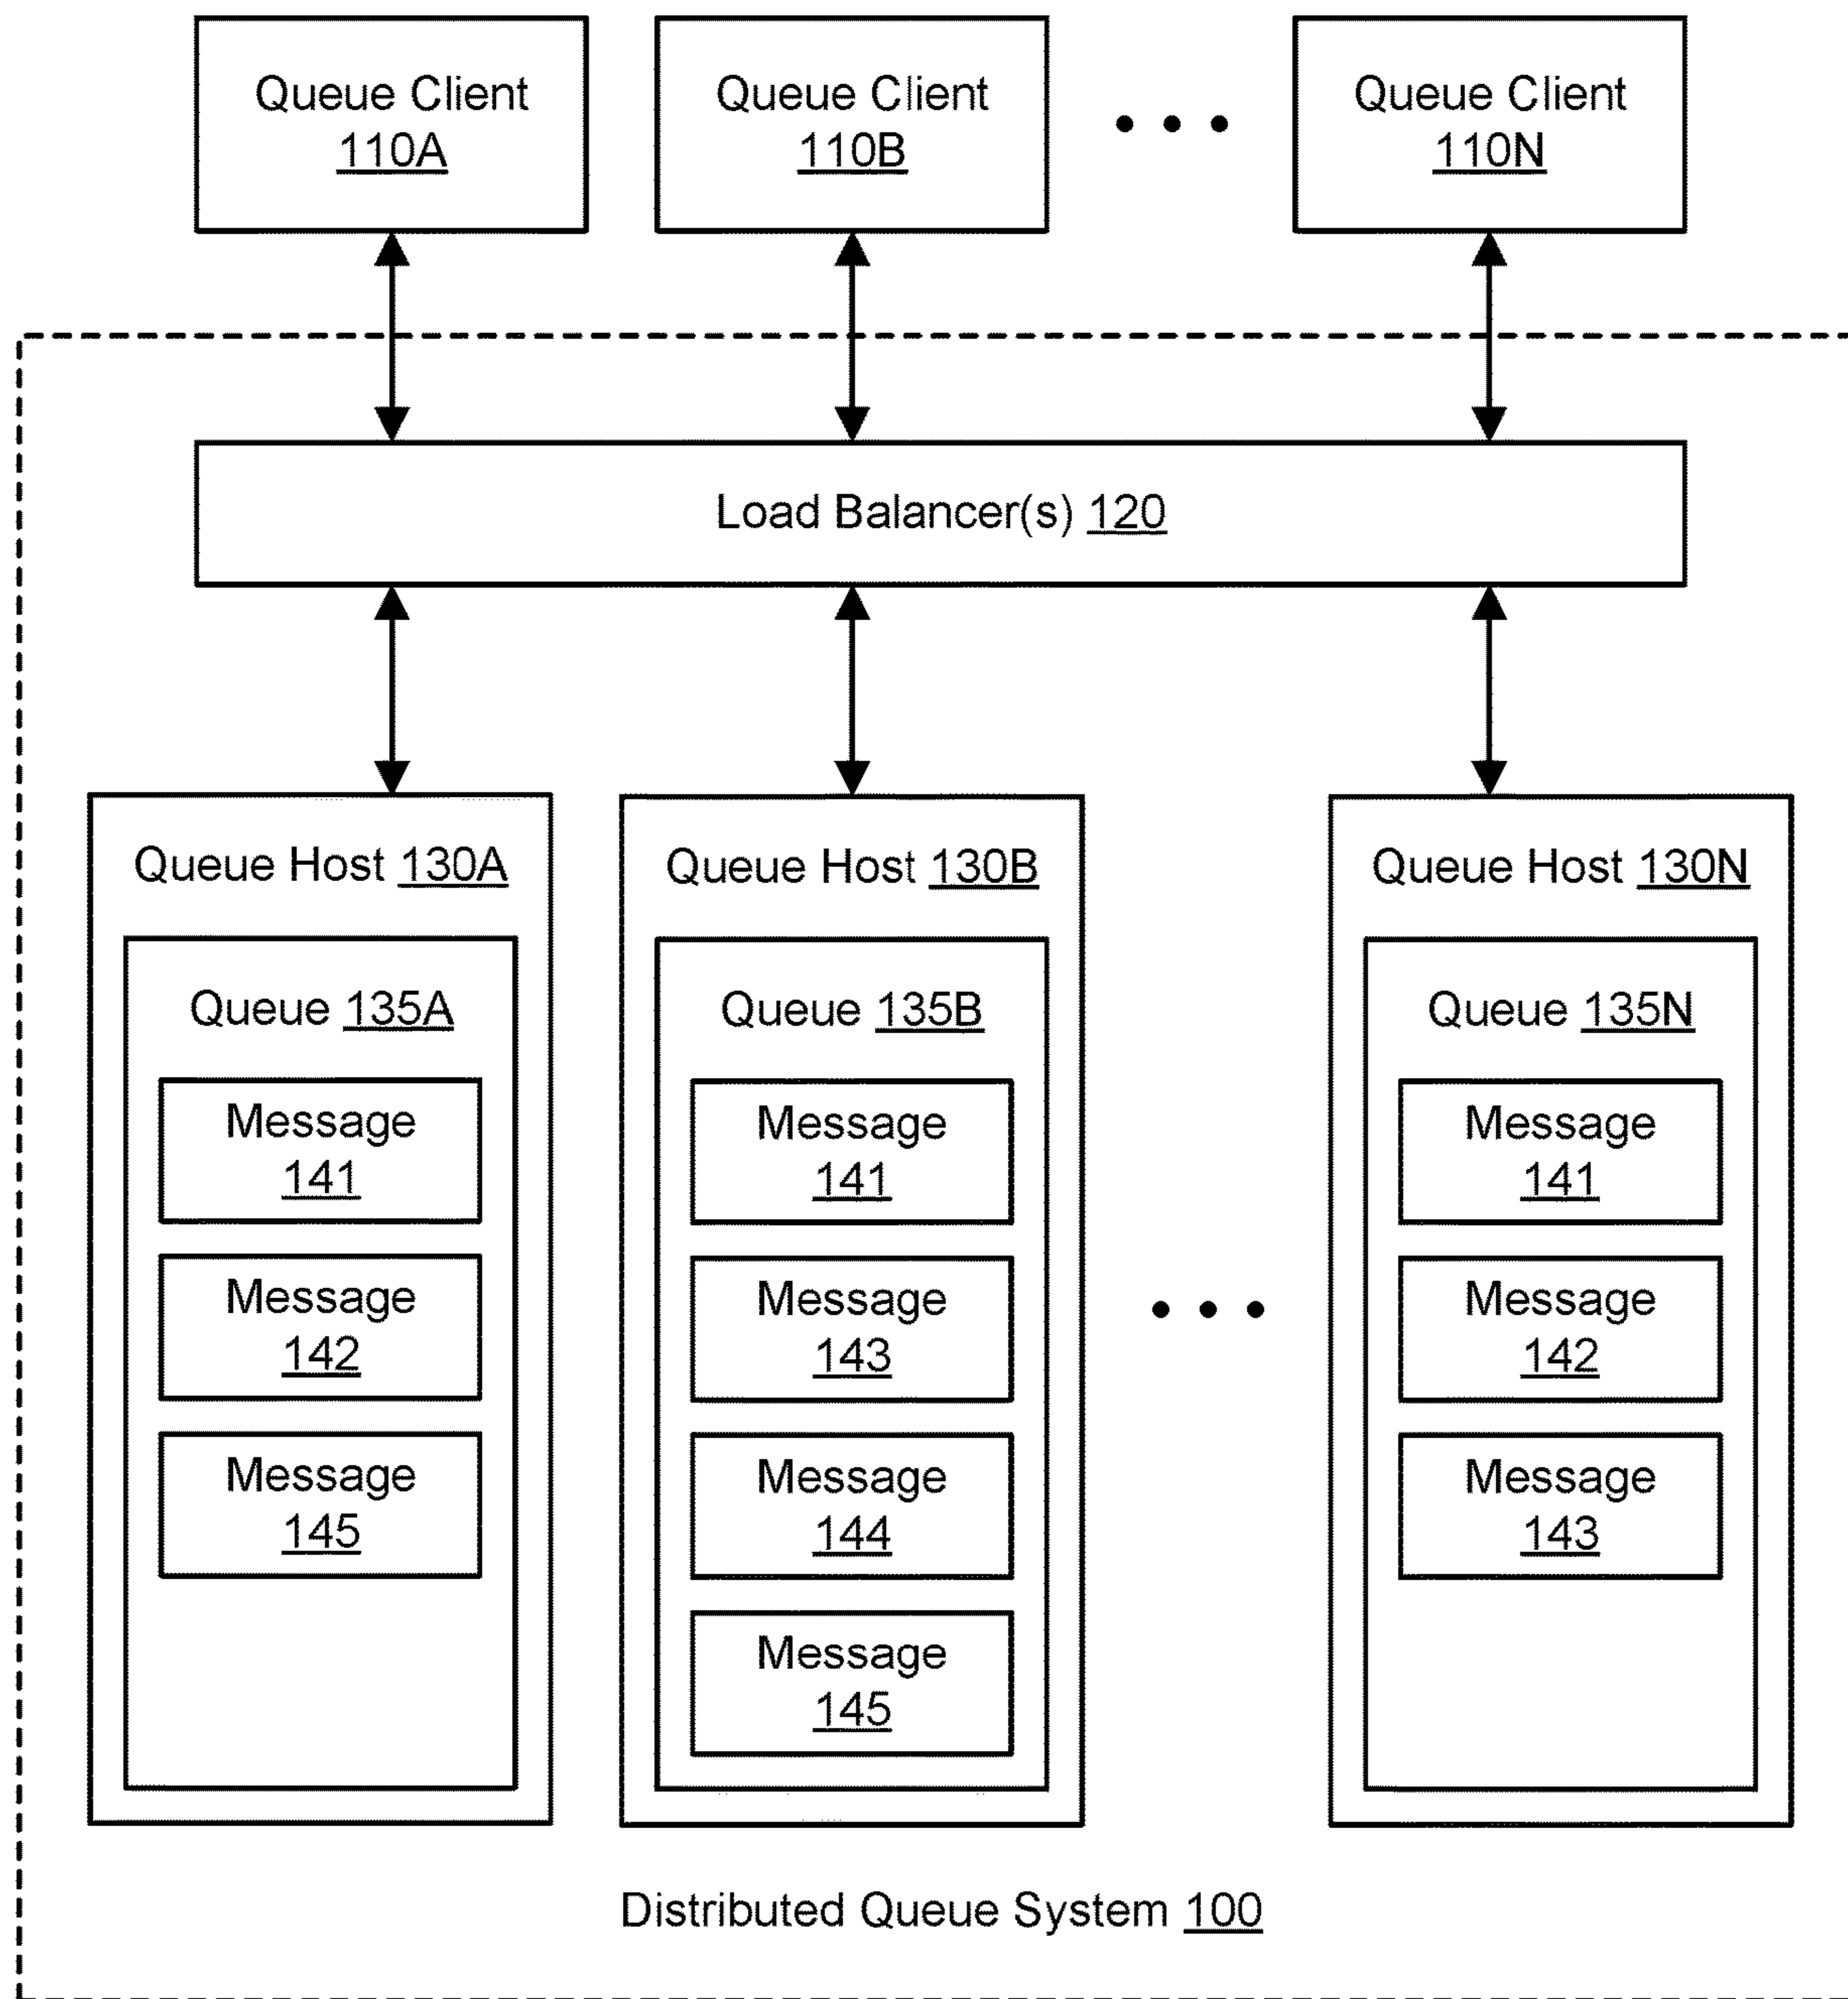 Queue Client
110A
Queue Client
110B
Queue Client
110N
Load Balancer(s) 120
Queue Host 130A
Queue 135A
Message
141
Message
142
Message
145
Queue Host 130B
Queue 135B
Message
141
Message
143
Message
144
Message
145
Queue Host 130N
Queue 135N
Message
141
Message
142
Message
143
Distributed Queue System 100